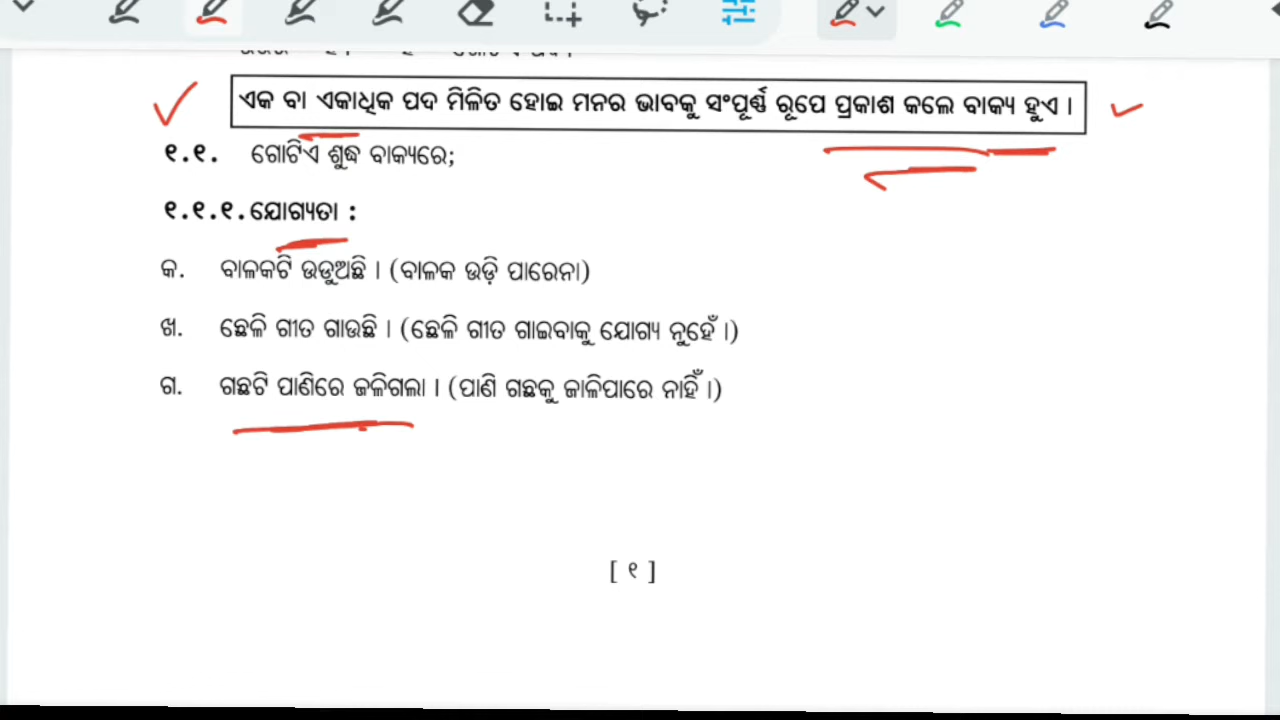 ଏକ ବା ଏକାଧିକ ପଦ ମିଳିତ ହୋଇ ମନର ଭାବକୁ ସଂପୂର୍ଣ୍ଣ ରୂପେ ପ୍ରକାଶ କଲେ ବାକ୍ୟ ହୁଏ ।
୧.୧. ଗୋଟିଏ ଶୁଦ୍ଧ ବାକ୍ୟରେ;
୧.୧.୧. ଯୋଗ୍ୟତା :
କ. ବାଳକଟି ଉଡୁଅଛି । (ବାଳକ ଉଡ଼ି ପାରେନା)
ଖ. ଛେଳି ଗୀତ ଗାଉଛି । (ଛେଳି ଗୀତ ଗାଇବାକୁ ଯୋଗ୍ୟ ନୁହେଁ ।)
ଗ. ଗଛଟି ପାଣିରେ ଜଳିଗଲା । (ପାଣି ଗଛକୁ ଜାଳିପାରେ ନାହିଁ ।)
[ ୧ ]